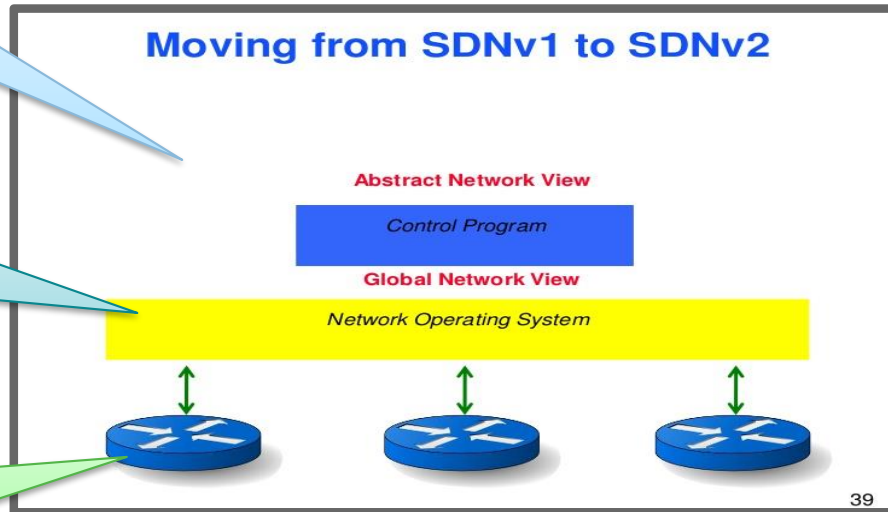 Moving from SDNv1 to SDNv2
Abstract Network View
Control Program
Global Network View
Network Operating System
39